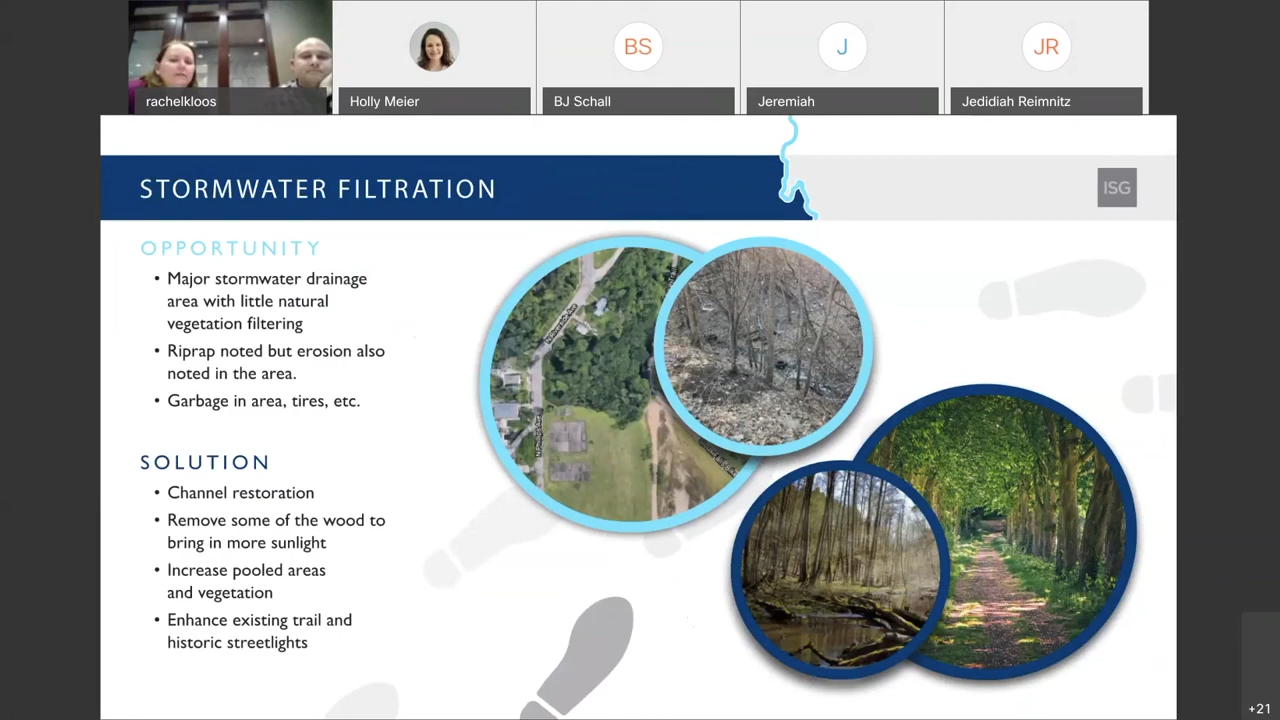 rachelkloos
Holly Meier
BS
BJ Schall
J
Jeremiah
JR
Jedidiah Reimnitz
STORMWATER FILTRATION
ISG
OPPORTUNITY
• Major stormwater drainage
area with little natural
vegetation filtering
• Riprap noted but erosion also
noted in the area.
• Garbage in area, tires, etc.
SOLUTION
• Channel restoration
• Remove some of the wood to
bring in more sunlight
• Increase pooled areas
and vegetation
• Enhance existing trail and
historic streetlights
+21